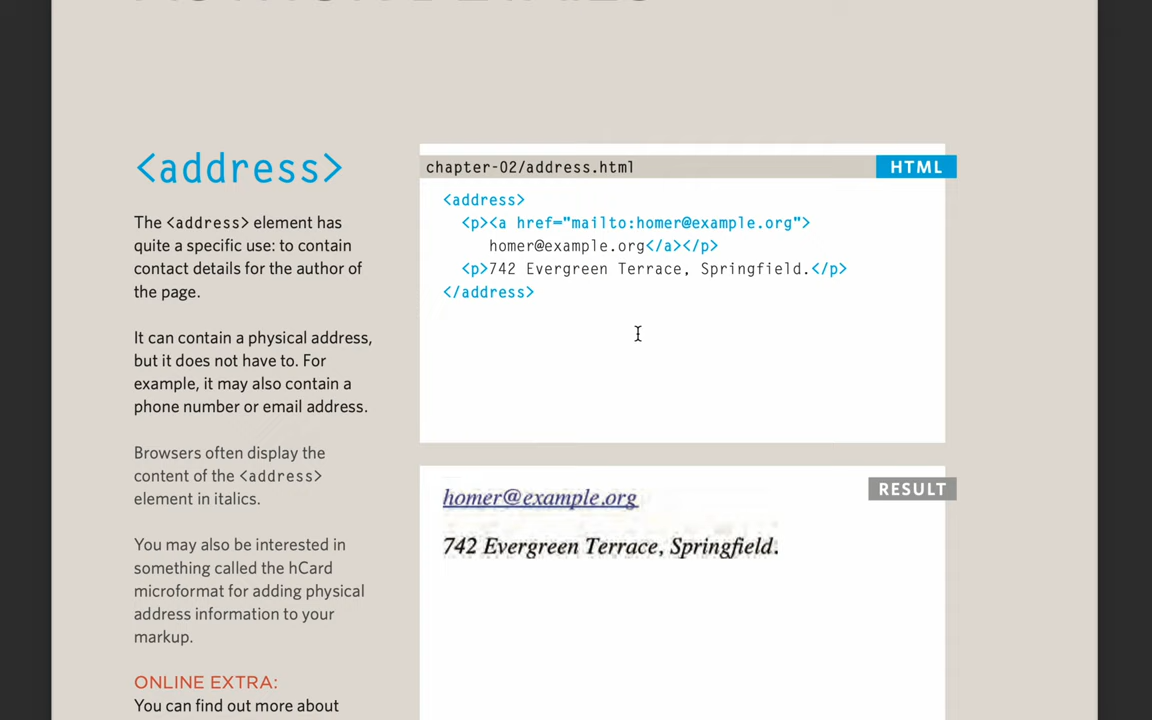 <address>
The <address> element has
quite a specific use: to contain
contact details for the author of
the page.
It can contain a physical address,
but it does not have to. For
example, it may also contain a
phone number or email address.
Browsers often display the
content of the <address>
element in italics.
You may also be interested in
something called the hCard
microformat for adding physical
address information to your
markup.
ONLINE EXTRA:
You can find out more about
chapter-02/address.html
HTML
<address>
<p><a href="mailto:homer@example.org">
homer@example.org</a></p>
<p>742 Evergreen Terrace, Springfield.</p>
</address>
RESULT
homer@example.org
742 Evergreen Terrace, Springfield.